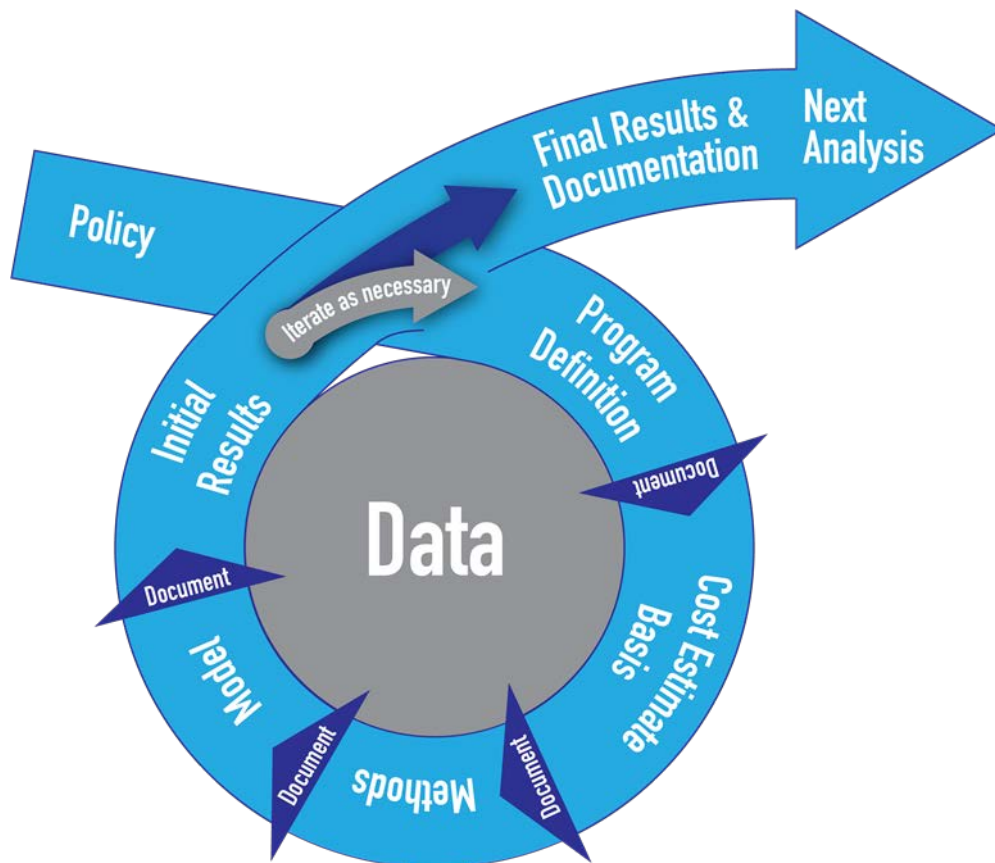 Policy
Final Results &
Documentation
Next
Analysis
Iterate as necessary
Program
Definition
Document
Cost Estimate
Basis
Document
Methods
Document
Model
Document
Initial
Results
Data